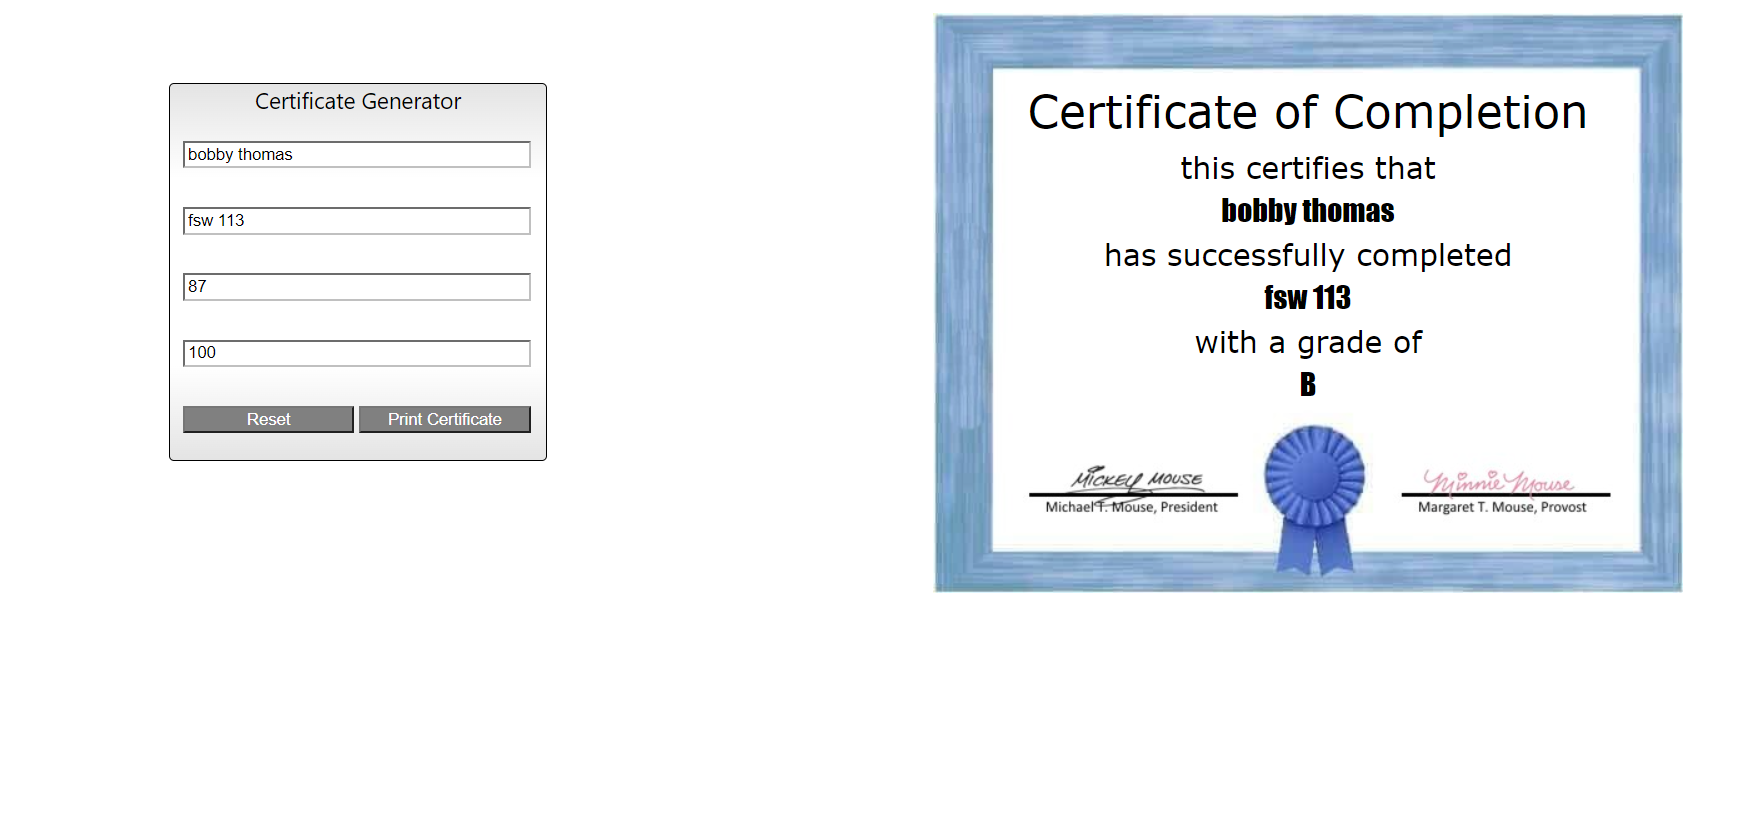 Certificate Generator
bobby thomas
fsw 113
87
100
Reset
Print Certificate
Certificate of Completion
this certifies that
bobby thomas
has successfully completed
fsw 113
with a grade of
B
Mickey Mouse
Michael T. Mouse, President
Minnie Mouse
Margaret T. Mouse, Provost